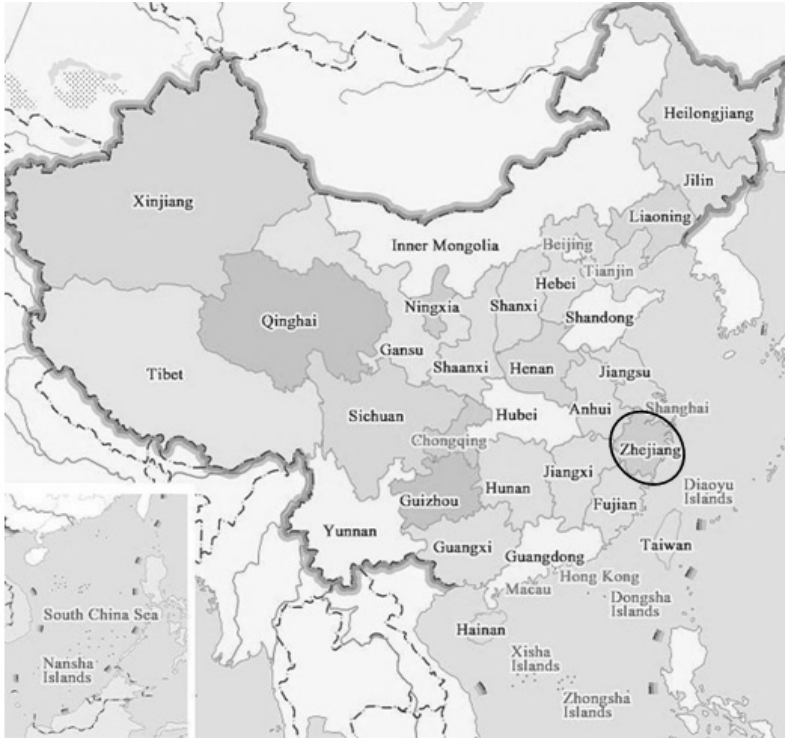 Heilongjiang
Jilin
Liaoning
Xinjiang
Inner Mongolia
Beijing
Tianjin
Hebei
Ningxia
Shanxi
Shandong
Qinghai
Gansu
Shaanxi
Henan
Jiangsu
Tibet
Sichuan
Hubei
Anhui
Shanghai
Chongqing
Zhejiang
Jiangxi
Hunan
Guizhou
Diaoyu
Islands
Fujian
Yunnan
Guangxi
Guangdong
Taiwan
Hong Kong
Macau
Dongsha
Islands
South China Sea
Hainan
Xisha
Islands
Nansha
Islands
Zhongsha
Islands